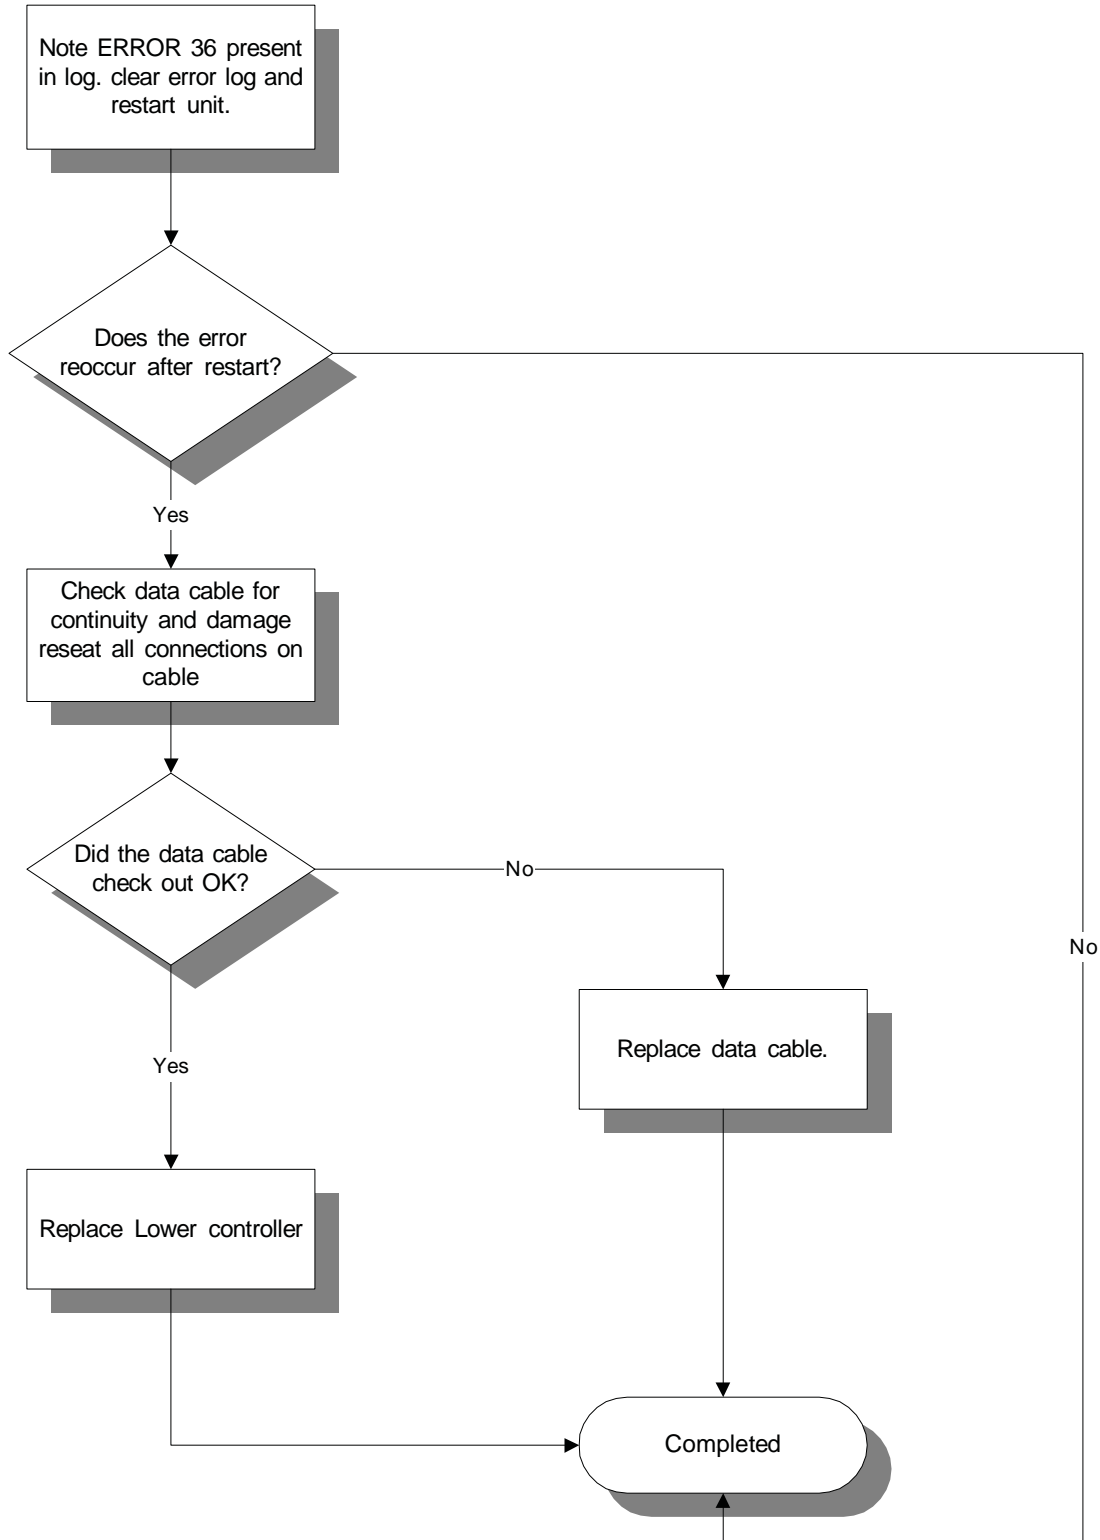 Note ERROR 36 present
in log. clear error log and
restart unit.
Does the error
reoccur after restart?
Yes
Check data cable for
continuity and damage
reseat all connections on
cable
Did the data cable
check out OK?
No
No
Replace data cable.
Yes
Replace Lower controller
Completed